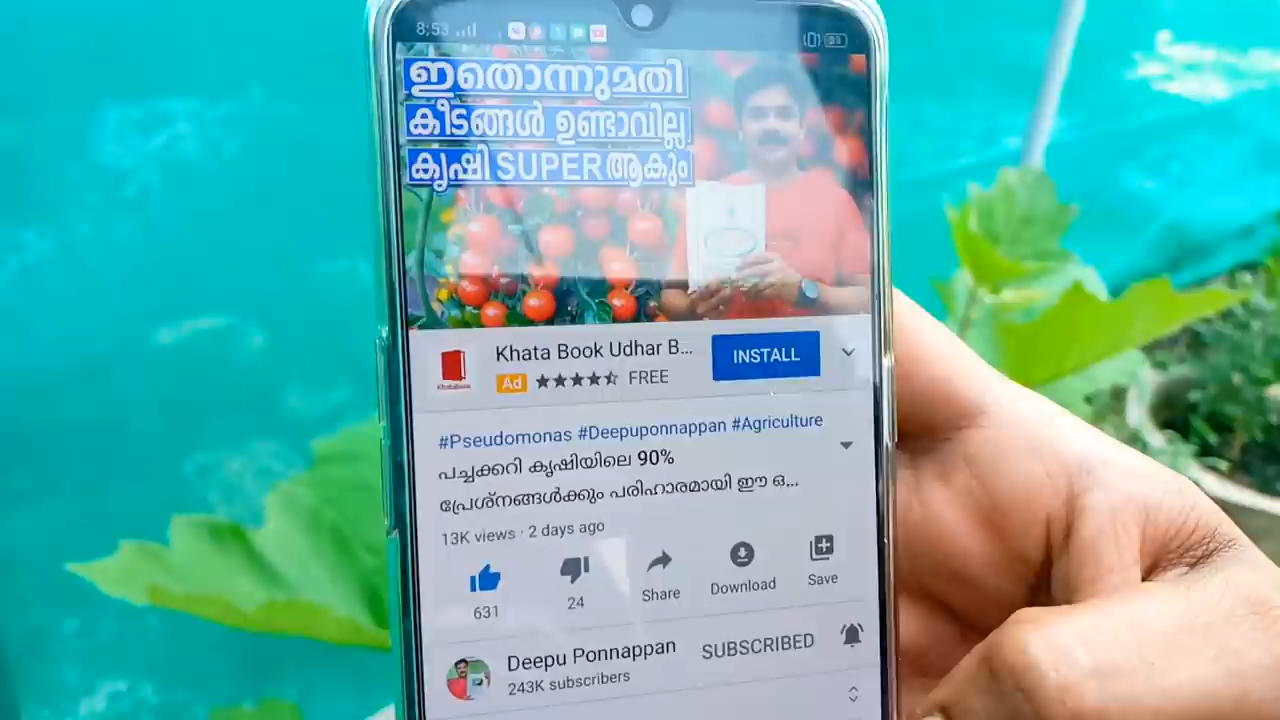 8:53
ഇതൊന്നുമതി
കീടങ്ങൾ ഉണ്ടാവില്ല
കൃഷി SUPER ആകും
Khata Book Udhar B...
INSTALL
Ad FREE
#Pseudomonas #Deepuponnappan #Agriculture
പച്ചക്കറി കൃഷിയിലെ 90%
പ്രേശ്നങ്ങൾക്കും പരിഹാരമായി ഈ ഒ...
13K views · 2 days ago
631 24 Share Download Save
Deepu Ponnappan
SUBSCRIBED
243K subscribers